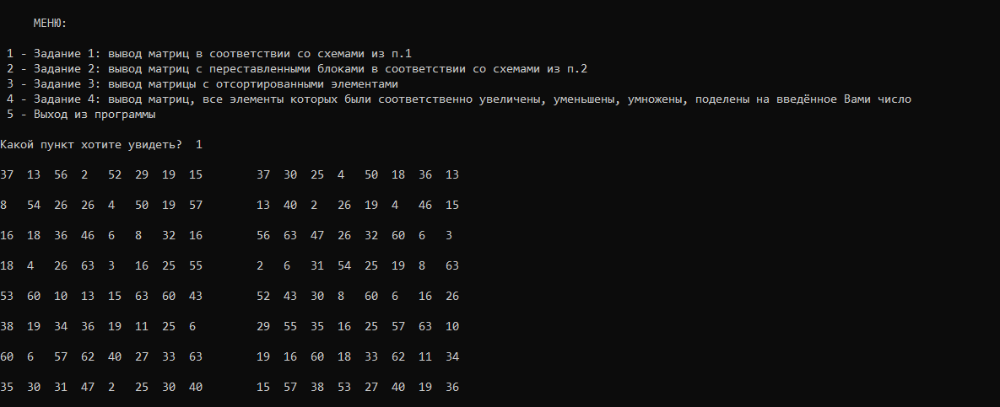 МЕНЮ:
1 - Задание 1: вывод матриц в соответствии со схемами из п.1
2 - Задание 2: вывод матриц с переставленными блоками в соответствии со схемами из п.2
3 - Задание 3: вывод матрицы с отсортированными элементами
4 - Задание 4: вывод матриц, все элементы которых были соответственно увеличены, уменьшены, умножены, поделены на введённое Вами число
5 - Выход из программы
Какой пункт хотите увидеть? 1
37 13 56 2 52 29 19 15 37 30 25 4 50 18 36 13
8 54 26 26 4 50 19 57 13 40 2 26 19 4 46 15
16 18 36 46 6 8 32 16 56 63 47 26 32 60 6 3
18 4 26 63 3 16 25 55 2 6 31 54 25 19 8 63
53 60 10 13 15 63 60 43 52 43 30 8 60 6 16 26
38 19 34 36 19 11 25 6 29 55 35 16 25 57 63 10
60 6 57 62 40 27 33 63 19 16 60 18 33 62 11 34
35 30 31 47 2 25 30 40 15 57 38 53 27 40 19 36